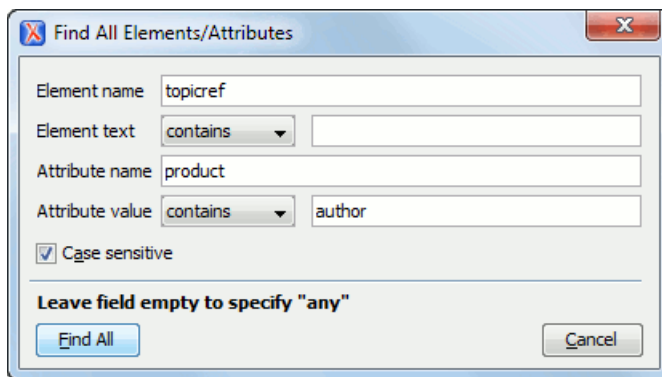 Find All Elements/Attributes
Element name topicref
Element text contains
Attribute name product
Attribute value contains author
Case sensitive
Leave field empty to specify "any"
Find All Cancel